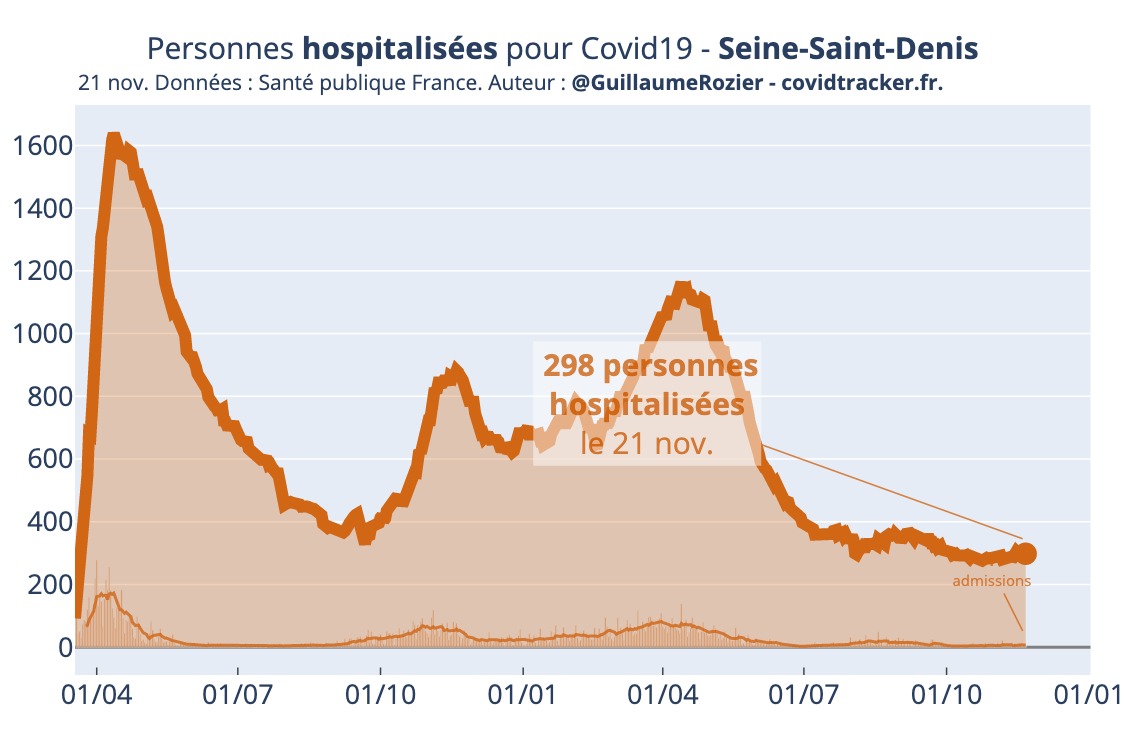 Personnes hospitalisées pour Covid19 - Seine-Saint-Denis
21 nov. Données : Santé publique France. Auteur : @GuillaumeRozier - covidtracker.fr.
1600
1400
1200
1000
800
600
400
200
0
298 personnes
hospitalisées
le 21 nov.
admissions
01/04 01/07 01/10 01/01 01/04 01/07 01/10 01/01